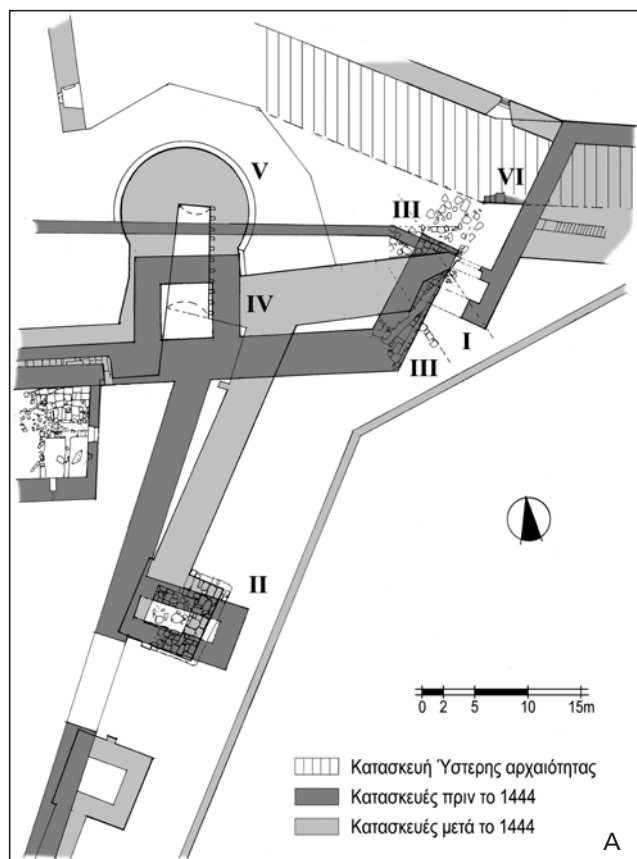 V
VI
III
IV
I
III
II
0 2 5 10 15m
Κατασκευή Ύστερης αρχαιότητας
Κατασκευές πριν το 1444
Κατασκευές μετά το 1444
A